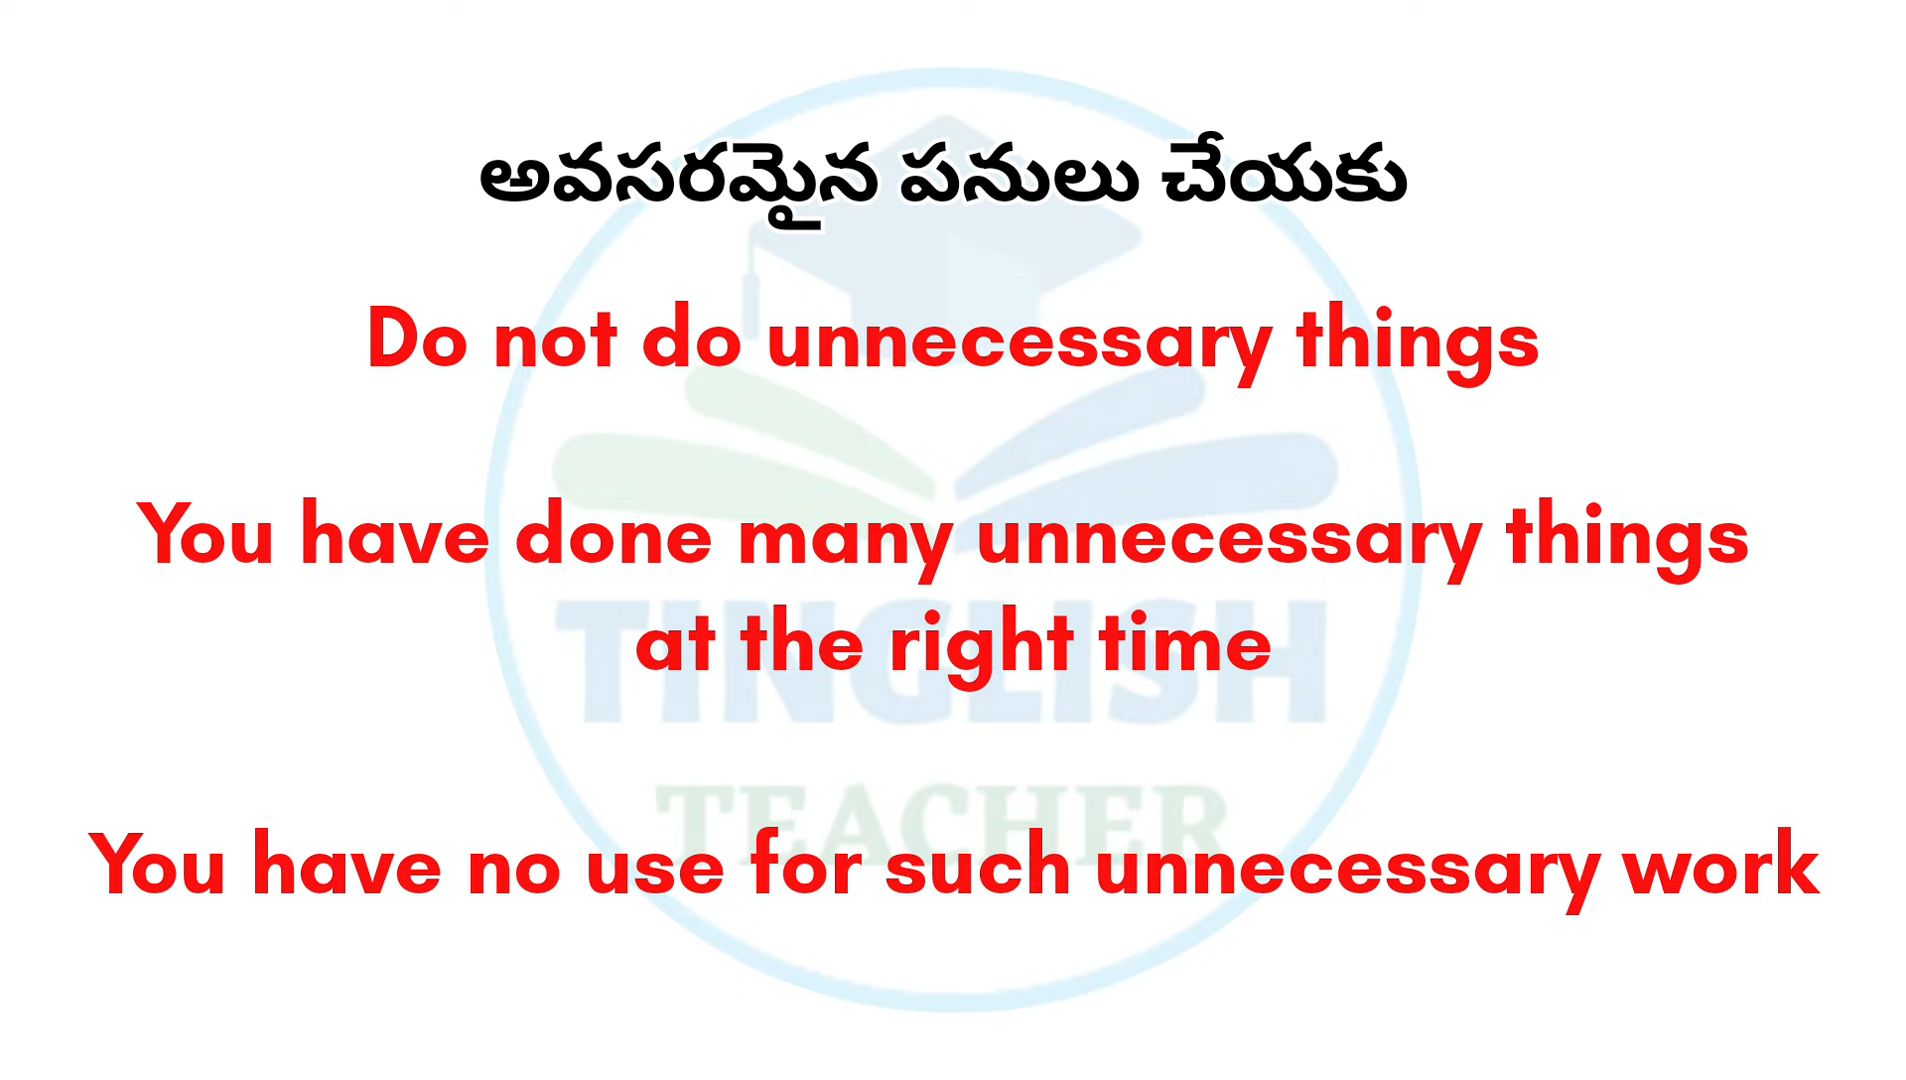 అవసరమైన పనులు చేయకు
Do not do unnecessary things
You have done many unnecessary things
at the right time
TINGLISH
TEACHER
You have no use for such unnecessary work